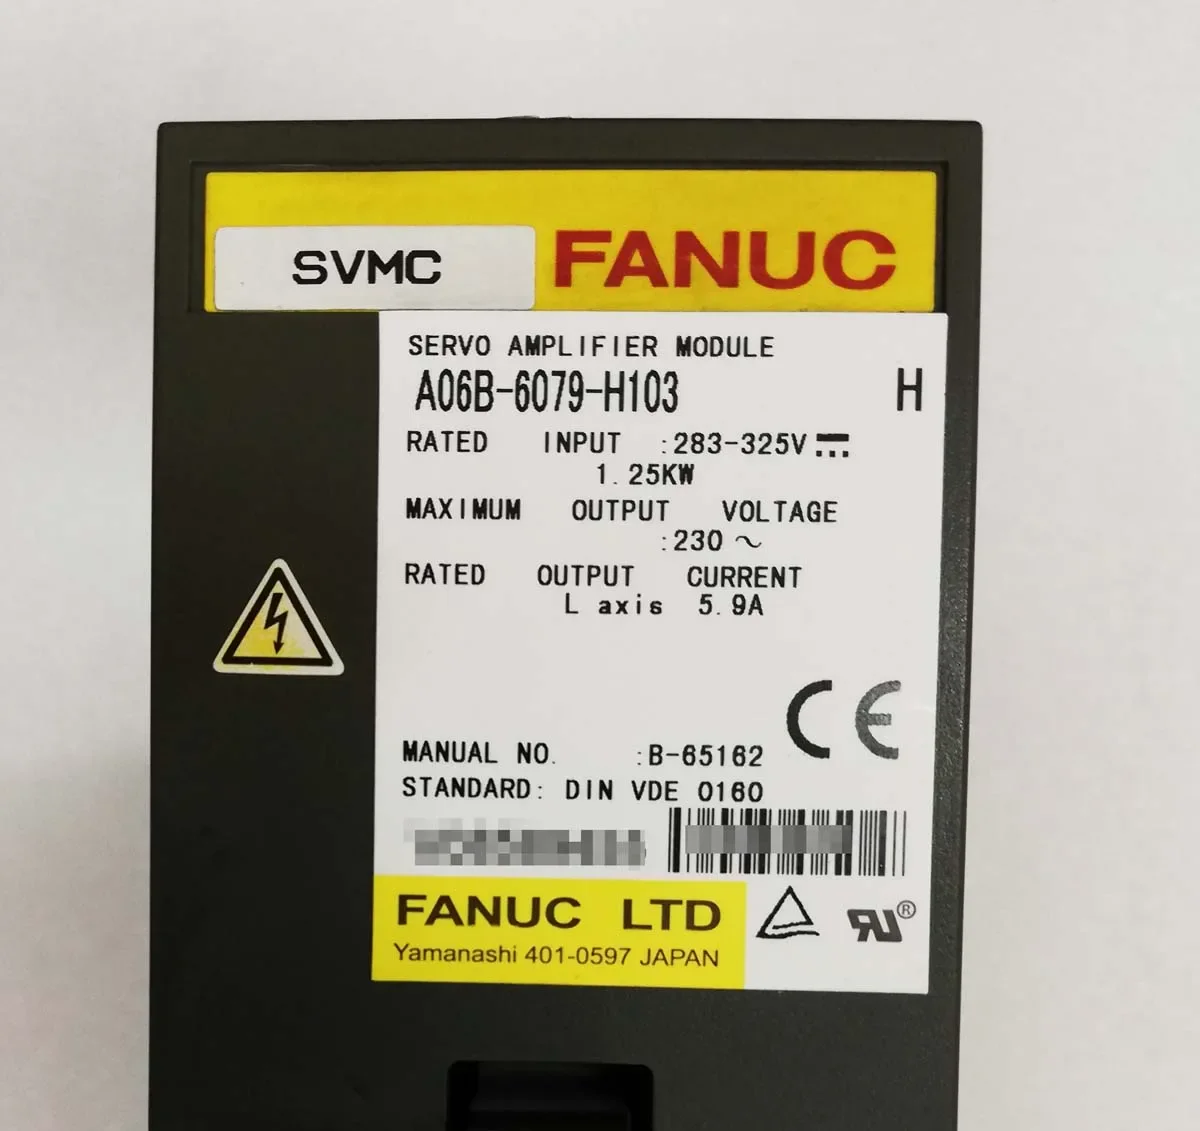 SVMC
FANUC
SERVO AMPLIFIER MODULE
A06B-6079-H103 H
RATED INPUT :283-325V
1.25KW
MAXIMUM OUTPUT VOLTAGE
:230 ~
RATED OUTPUT CURRENT
L axis 5.9A
CE
MANUAL NO. :B-65162
STANDARD: DIN VDE 0160
FANUC LTD
Yamanashi 401-0597 JAPAN
RU®